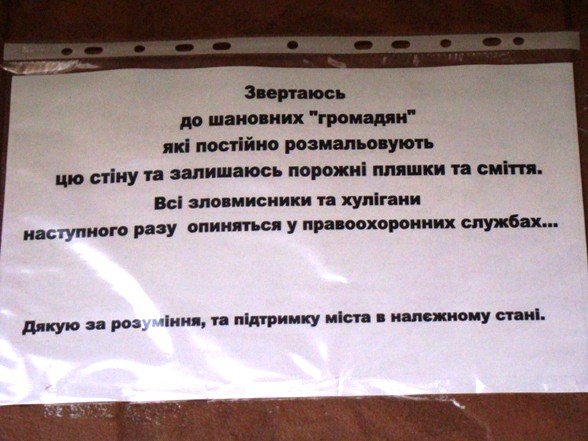 Звертаюсь
до шановних "громадян"
які постійно розмальовують
цю стіну та залишаюсь порожні пляшки та сміття.
Всі зловмисники та хулігани
наступного разу опиняться у правоохоронних службах...
Дякую за розуміння, та підтримку міста в налєжному стані.